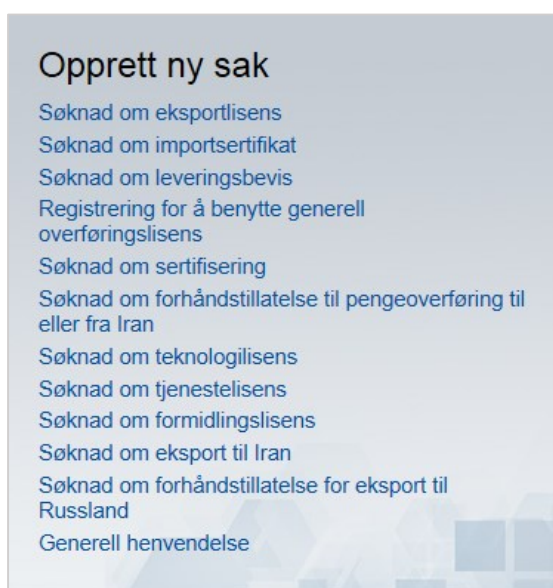 Opprett ny sak
Søknad om eksportlisens
Søknad om importsertifikat
Søknad om leveringsbevis
Registrering for å benytte generell
overføringslisens
Søknad om sertifisering
Søknad om forhåndstillatelse til pengeoverføring til
eller fra Iran
Søknad om teknologilisens
Søknad om tjenestelisens
Søknad om formidlingslisens
Søknad om eksport til Iran
Søknad om forhåndstillatelse for eksport til
Russland
Generell henvendelse